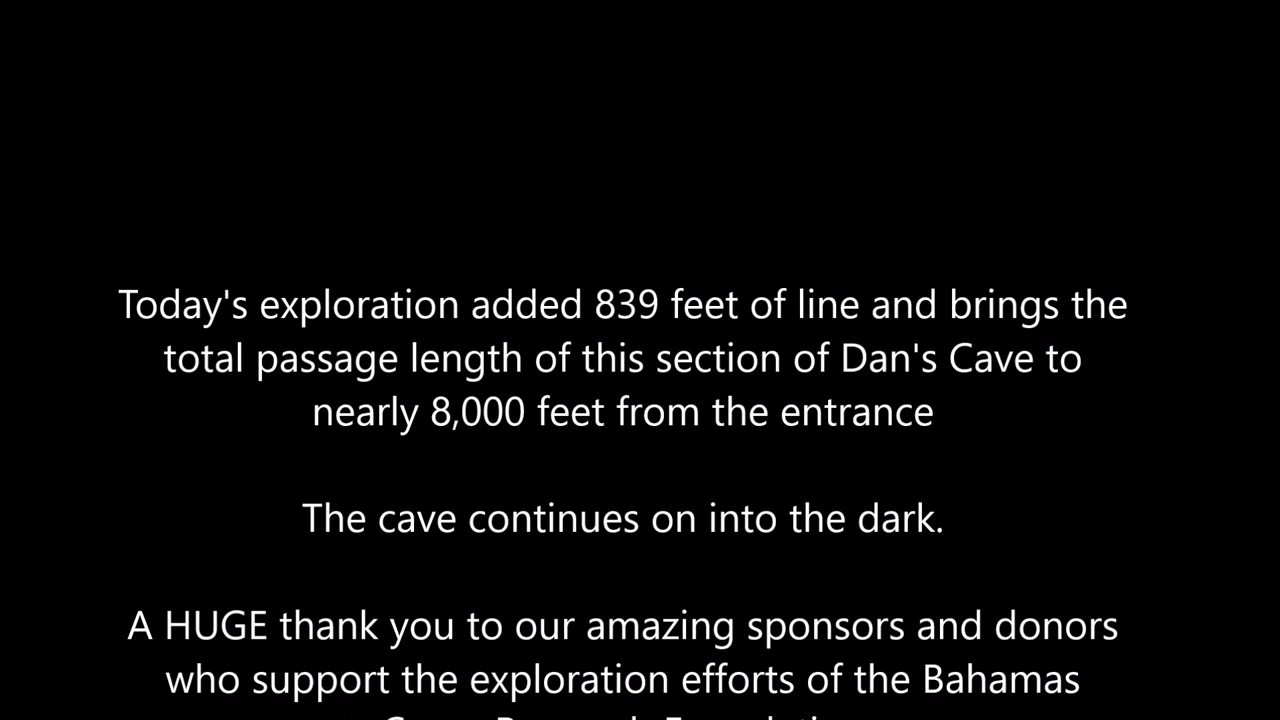 Today's exploration added 839 feet of line and brings the
total passage length of this section of Dan's Cave to
nearly 8,000 feet from the entrance
The cave continues on into the dark.
A HUGE thank you to our amazing sponsors and donors
who support the exploration efforts of the Bahamas